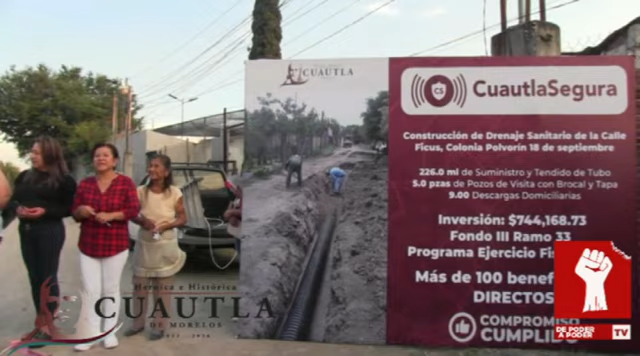 CUAUTLA
CS
CuautlaSegura
Construcción de Drenaje Sanitario de la Calle
Ficus, Colonia Polvorín 18 de septiembre
226.0 ml de Suministro y Tendido de Tubo
5.0 pzas de Pozos de Visita con Brocal y Tapa
9.00 Descargas Domiciliarias
Inversión: $744,168.73
Fondo III Ramo 33
Programa Ejercicio
Más de 100
DIRECTOS
COMPROMISO
CUMPLIDO
Heroica e Histórica
CUAUTLA
DE MORELOS
DE PODER
A PODER
TV